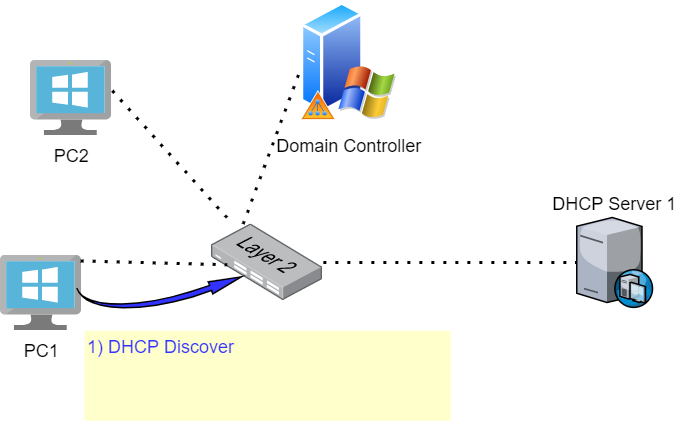 Domain Controller
PC2
DHCP Server 1
Layer 2
PC1
1) DHCP Discover